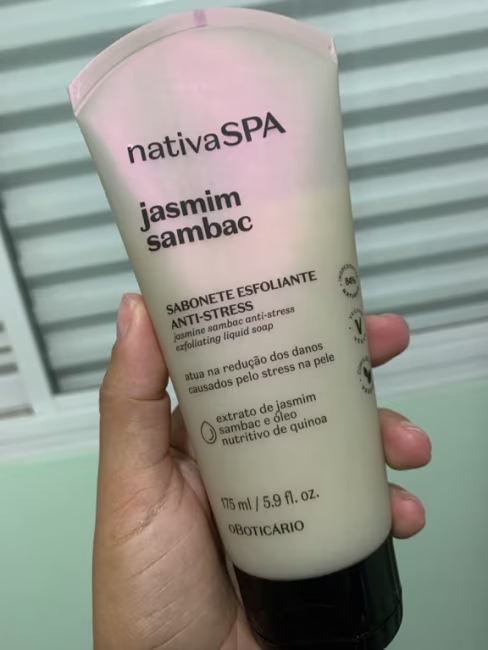 nativaSPA
jasmim
sambac
SABONETE ESFOLIANTE
ANTI-STRESS
jasmine sambac anti-stress
exfoliating liquid soap
atua na redução dos danos
causados pelo stress na pele
extrato de jasmim
sambac e óleo
nutritivo de quinoa
175 ml / 5.9 fl. oz.
oBOTICÁRIO